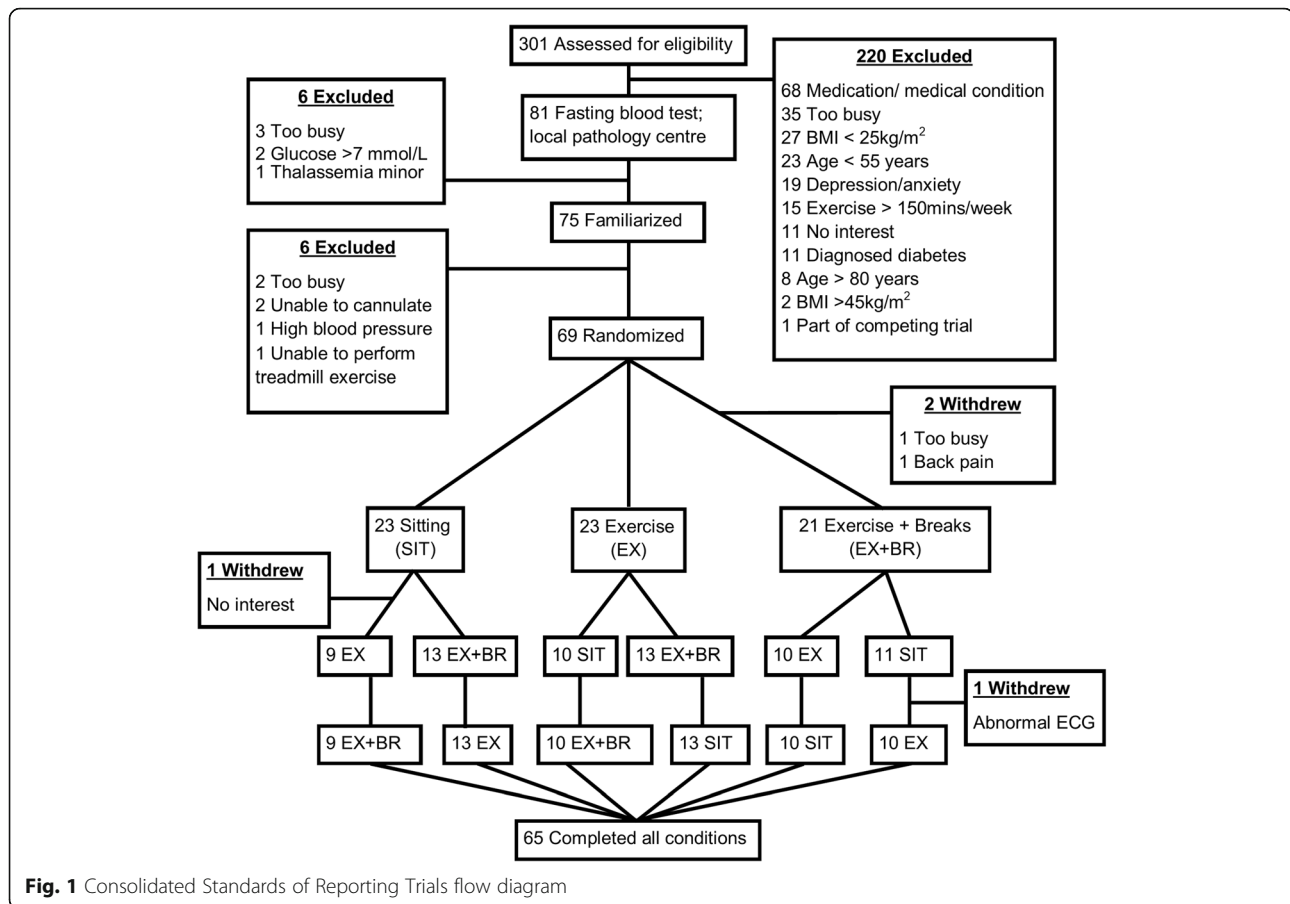 301 Assessed for eligibility
220 Excluded
68 Medication/ medical condition
35 Too busy
27 BMI < 25kg/m²
23 Age < 55 years
19 Depression/anxiety
15 Exercise > 150mins/week
11 No interest
11 Diagnosed diabetes
8 Age > 80 years
2 BMI >45kg/m²
1 Part of competing trial
6 Excluded
3 Too busy
2 Glucose >7 mmol/L
1 Thalassemia minor
81 Fasting blood test;
local pathology centre
75 Familiarized
6 Excluded
2 Too busy
2 Unable to cannulate
1 High blood pressure
1 Unable to perform
treadmill exercise
69 Randomized
2 Withdrew
1 Too busy
1 Back pain
23 Sitting
(SIT)
23 Exercise
(EX)
21 Exercise + Breaks
(EX+BR)
1 Withdrew
No interest
9 EX
13 EX+BR
10 SIT
13 EX+BR
10 EX
11 SIT
1 Withdrew
Abnormal ECG
9 EX+BR
13 EX
10 EX+BR
13 SIT
10 SIT
10 EX
65 Completed all conditions
Fig. 1 Consolidated Standards of Reporting Trials flow diagram